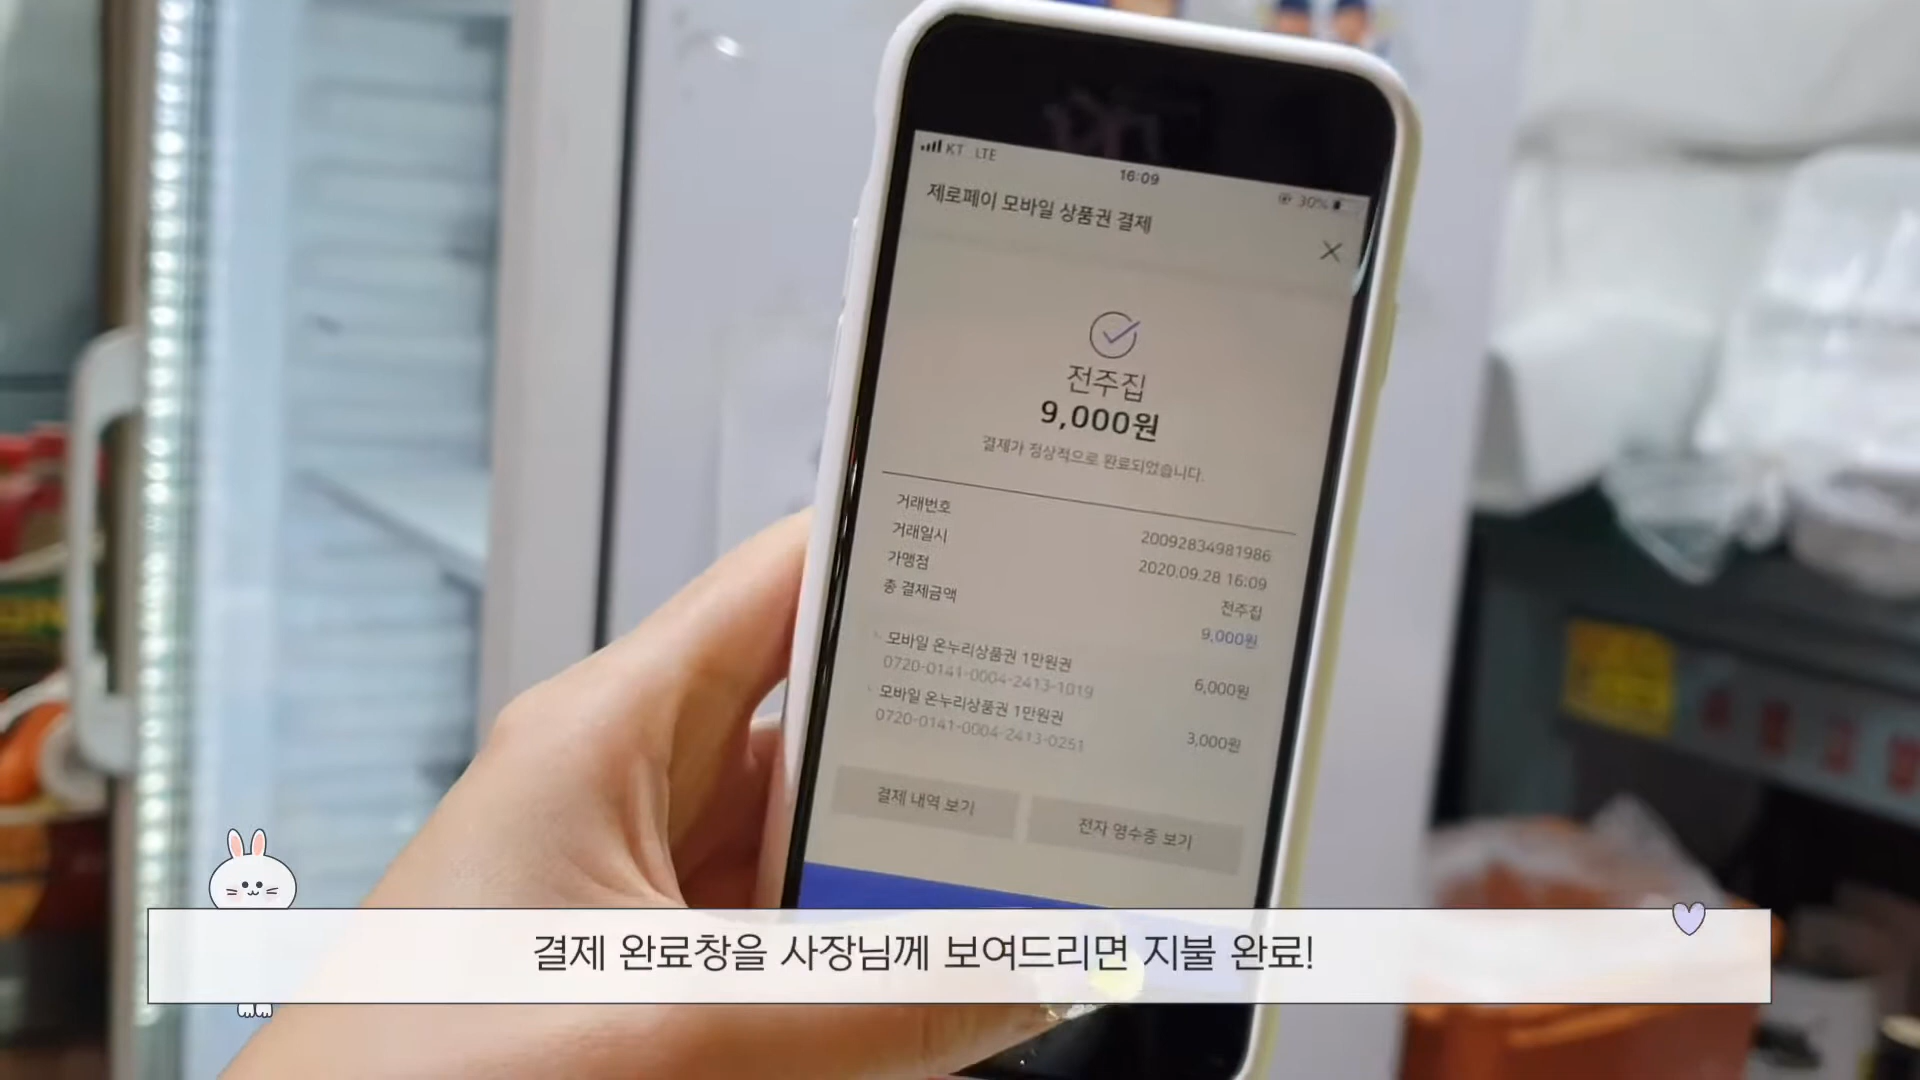 KT LTE
16:09
30%
제로페이 모바일 상품권 결제
전주집
9,000원
결제가 정상적으로 완료되었습니다.
거래번호 20092834981986
거래일시 2020.09.28 16:09
가맹점 전주집
총 결제금액 9,000원
모바일 온누리상품권 1만원권 6,000원
0720-0141-0004-2413-1019
모바일 온누리상품권 1만원권 3,000원
0720-0141-0004-2413-0251
결제 내역 보기
전자 영수증 보기
결제 완료창을 사장님께 보여드리면 지불 완료!